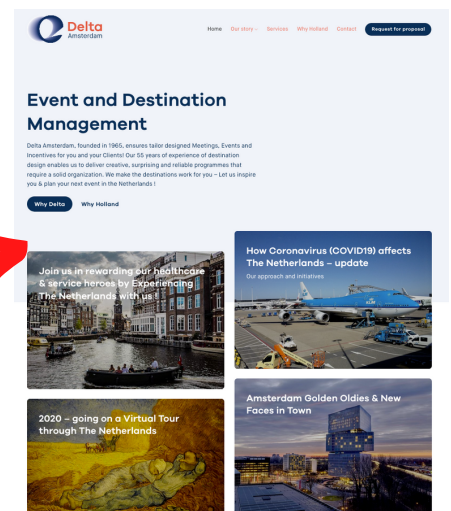 Delta
Amsterdam
Home Our story Services Why Holland Contact Request for proposal
Event and Destination
Management
Delta Amsterdam, founded in 1965, ensures tailor designed Meetings, Events and
Incentives for you and your Clients! Our 55 years of experience of destination
design enables us to deliver creative, surprising and reliable programmes that
require a solid organization. We make the destinations work for you – Let us inspire
you & plan your next event in the Netherlands !
Why Delta Why Holland
Join us in rewarding our healthcare
& service heroes by Experiencing
The Netherlands with us !
How Coronavirus (COVID19) affects
The Netherlands – update
Our approach and initiatives
KLM
2020 – going on a Virtual Tour
through The Netherlands
Amsterdam Golden Oldies & New
Faces in Town